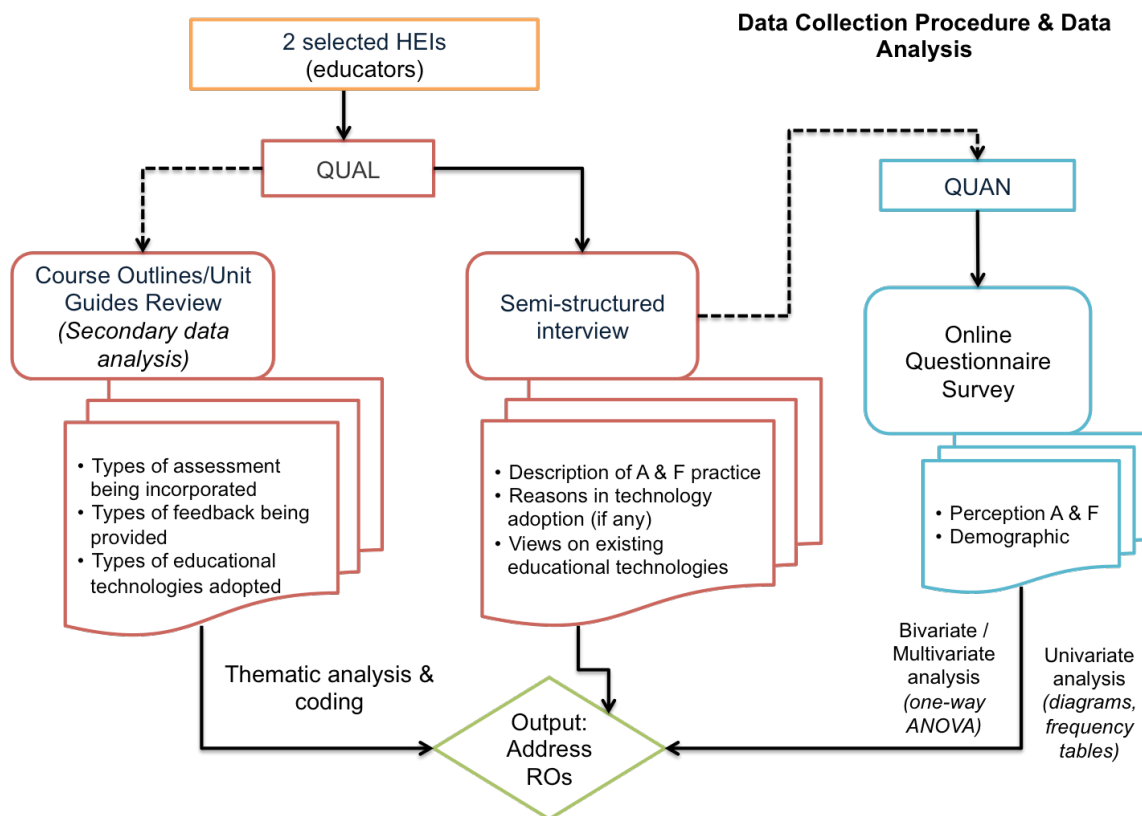 Data Collection Procedure & Data
Analysis
2 selected HEIs
(educators)
QUAL
QUAN
Course Outlines/Unit
Guides Review
(Secondary data
analysis)
Semi-structured
interview
Online
Questionnaire
Survey
• Types of assessment
being incorporated
• Types of feedback being
provided
• Types of educational
technologies adopted
• Description of A & F practice
• Reasons in technology
adoption (if any)
• Views on existing
educational technologies
• Perception A & F
• Demographic
Thematic analysis &
coding
Output:
Address
ROs
Bivariate /
Multivariate
analysis
(one-way
ANOVA)
Univariate
analysis
(diagrams,
frequency
tables)